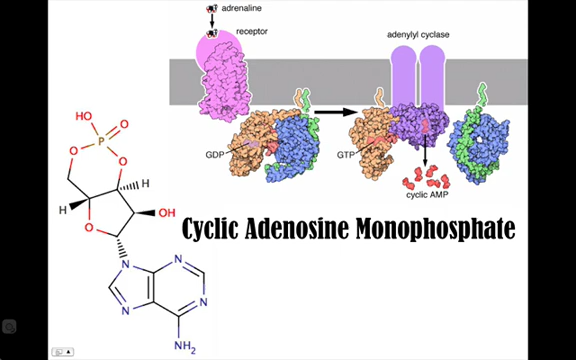 adrenaline
receptor
adenylyl cyclase
GDP
GTP
cyclic AMP
Cyclic Adenosine Monophosphate
HO
O
P
O
O
H
H
OH
O
N
N
N
N
NH2